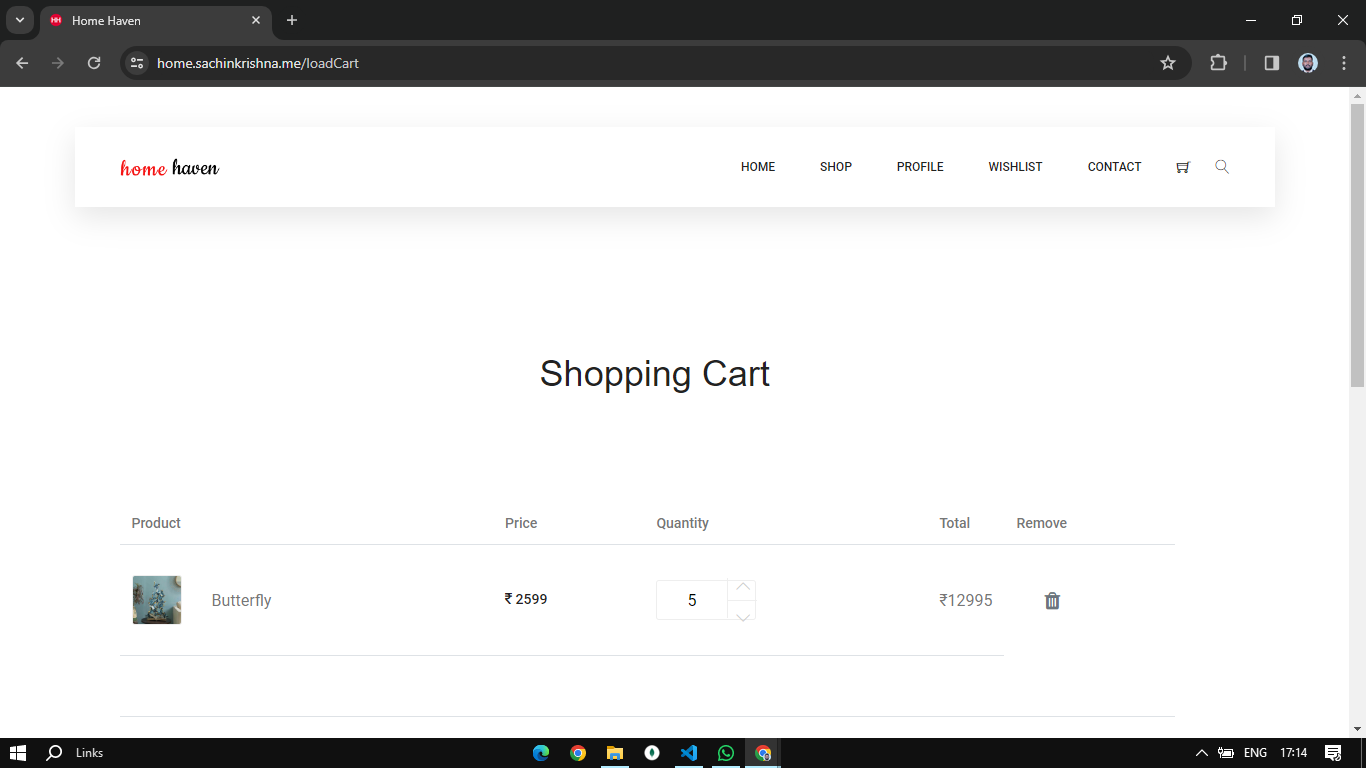 Home Haven
home.sachinkrishna.me/loadCart
home haven
HOME SHOP PROFILE WISHLIST CONTACT
Shopping Cart
Product Price Quantity Total Remove
Butterfly ₹ 2599 5 ₹12995
Links ENG 17:14